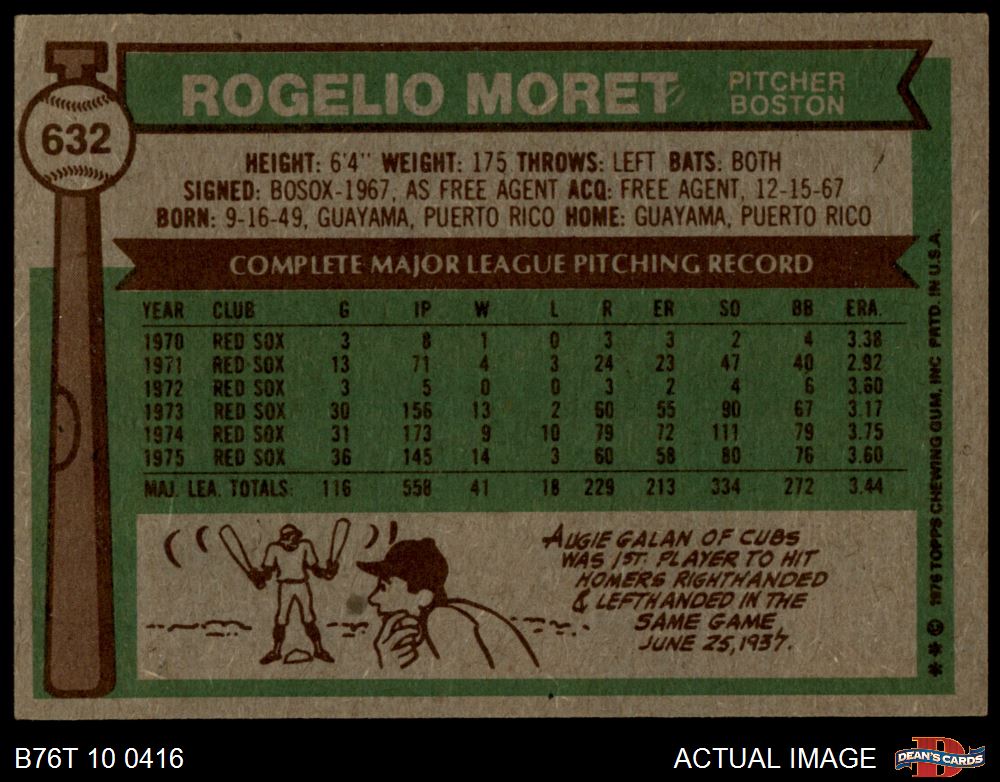 632
ROGELIO MORET
PITCHER
BOSTON
HEIGHT: 6'4" WEIGHT: 175 THROWS: LEFT BATS: BOTH
SIGNED: BOSOX-1967, AS FREE AGENT ACQ: FREE AGENT, 12-15-67
BORN: 9-16-49, GUAYAMA, PUERTO RICO HOME: GUAYAMA, PUERTO RICO
COMPLETE MAJOR LEAGUE PITCHING RECORD
YEAR CLUB G IP W L R ER SO BB ERA.
1970 RED SOX 3 8 1 0 3 3 2 4 3.38
1971 RED SOX 13 71 4 3 24 23 47 40 2.92
1972 RED SOX 3 5 0 0 3 2 4 6 3.60
1973 RED SOX 30 156 13 2 60 55 90 67 3.17
1974 RED SOX 31 173 9 10 79 72 111 79 3.75
1975 RED SOX 36 145 14 3 60 58 80 76 3.60
MAJ. LEA. TOTALS: 116 558 41 18 229 213 334 272 3.44
AUGIE GALAN OF CUBS
WAS 1ST. PLAYER TO HIT
HOMERS RIGHTHANDED
& LEFTHANDED IN THE
SAME GAME,
JUNE 25, 1937.
** © 1976 TOPPS CHEWING GUM, INC. PRTD. IN U.S.A.
B76T 10 0416
ACTUAL IMAGE
D
DEAN'S CARDS